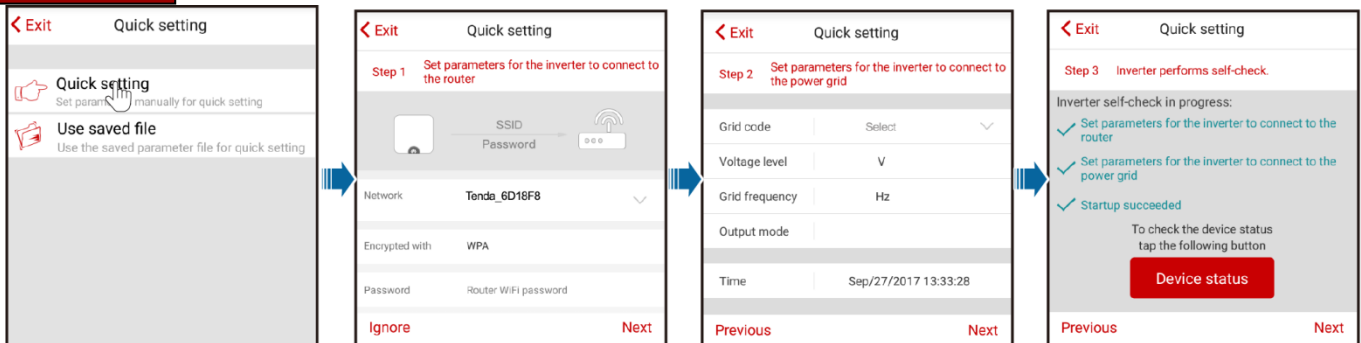 Exit
Quick setting
Quick setting
Set param manually for quick setting
Use saved file
Use the saved parameter file for quick setting
Exit
Quick setting
Step 1
Set parameters for the inverter to connect to
the router
SSID
Password
Network
Tenda_6D18F8
Encrypted with
WPA
Password
Router WiFi password
Ignore
Next
Exit
Quick setting
Step 2
Set parameters for the inverter to connect to
the power grid
Grid code
Select
Voltage level
V
Grid frequency
Hz
Output mode
Time
Sep/27/2017 13:33:28
Previous
Next
Exit
Quick setting
Step 3
Inverter performs self-check.
Inverter self-check in progress:
Set parameters for the inverter to connect to the
router
Set parameters for the inverter to connect to the
power grid
Startup succeeded
To check the device status
tap the following button
Device status
Previous
Next